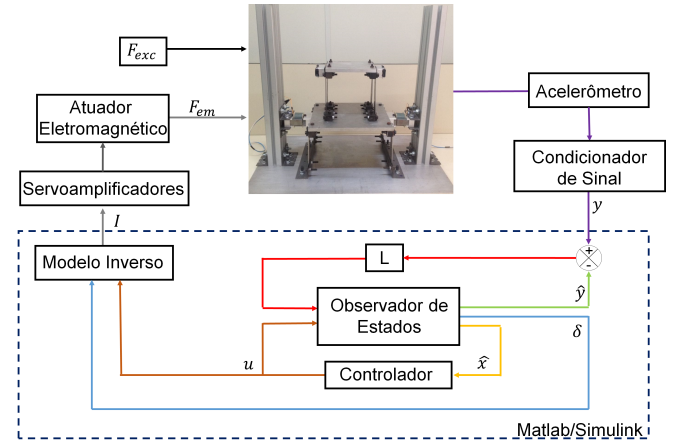 F_exc
Acelerômetro
Atuador
Eletromagnético
F_em
Condicionador
de Sinal
Servoamplificadores
y
I
Modelo Inverso
L
+
-
Observador de
Estados
ŷ
δ
u
x̂
Controlador
Matlab/Simulink